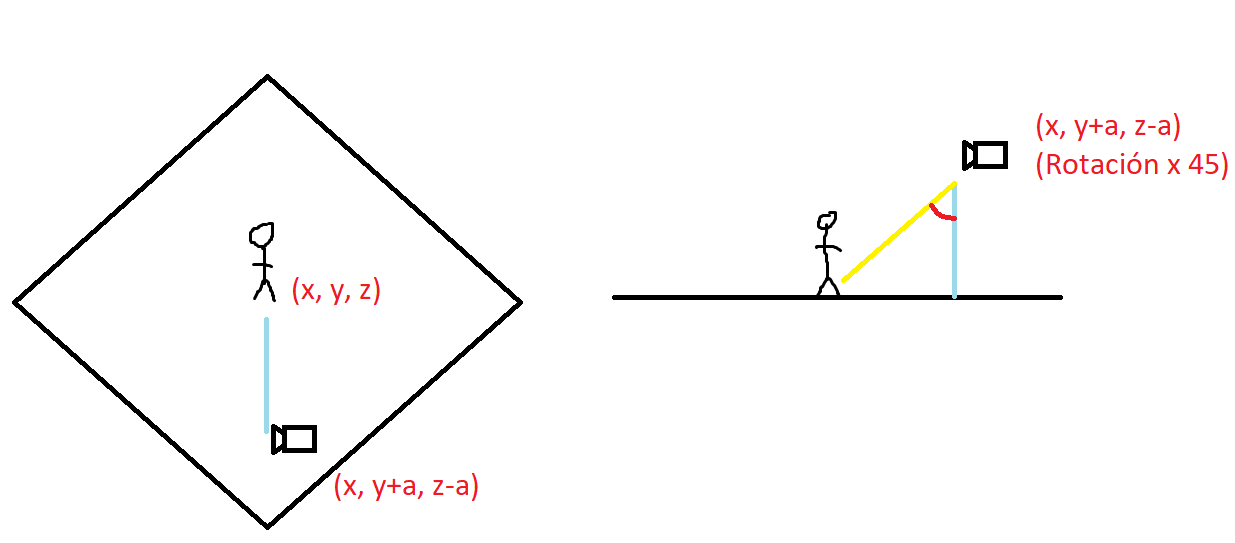 (x, y, z)
(x, y+a, z-a)
(x, y+a, z-a)
(Rotación x 45)